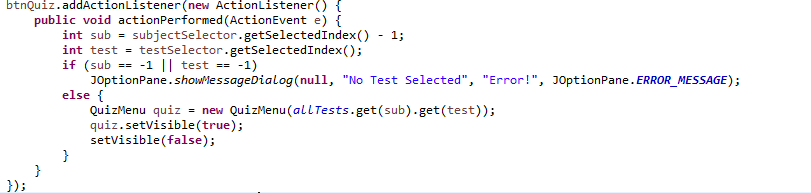 btnQuiz.addActionListener(new ActionListener() {
    public void actionPerformed(ActionEvent e) {
        int sub = subjectSelector.getSelectedIndex() - 1;
        int test = testSelector.getSelectedIndex();
        if (sub == -1 || test == -1)
            JOptionPane.showMessageDialog(null, "No Test Selected", "Error!", JOptionPane.ERROR_MESSAGE);
        else {
            QuizMenu quiz = new QuizMenu(allTests.get(sub).get(test));
            quiz.setVisible(true);
            setVisible(false);
        }
    }
});